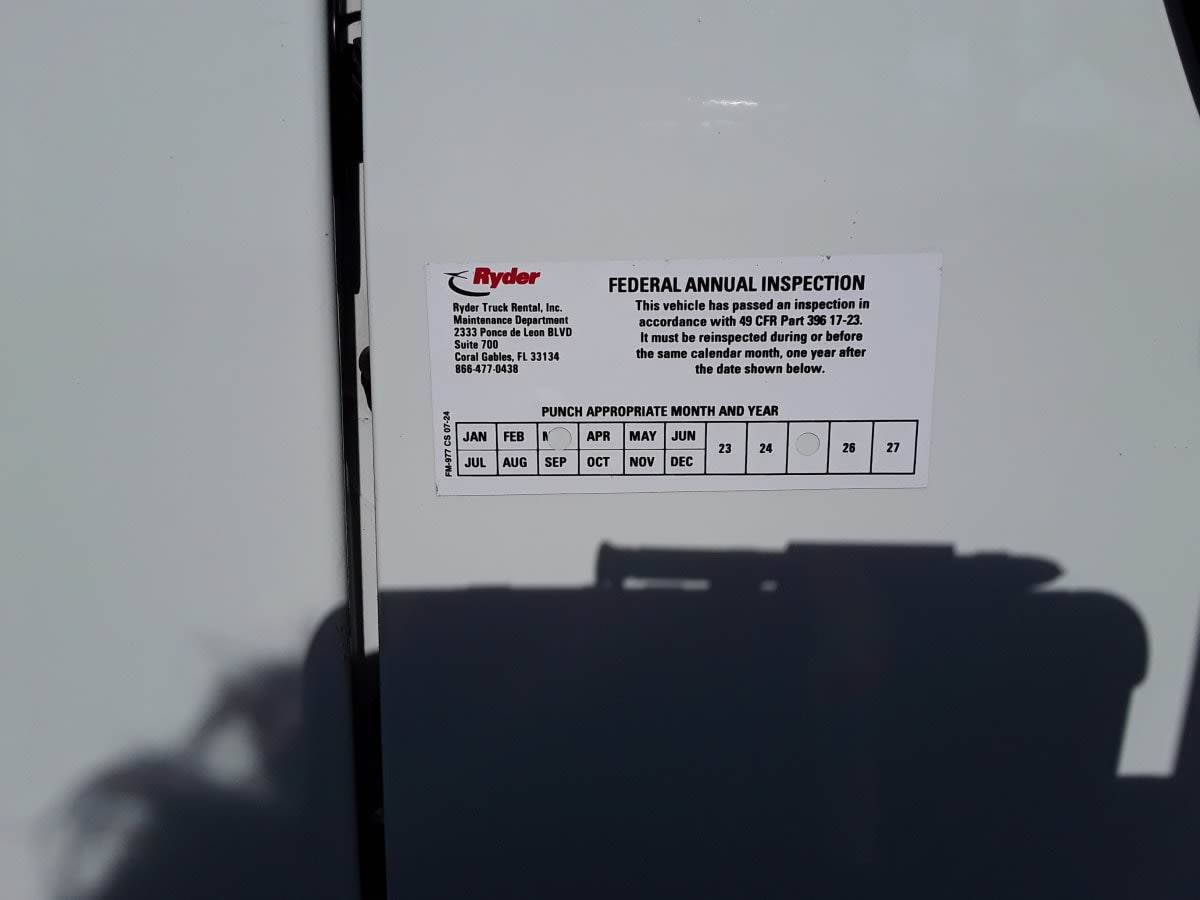 Ryder
Ryder Truck Rental, Inc.
Maintenance Department
2333 Ponce de Leon BLVD
Suite 700
Coral Gables, FL 33134
866-477-0438
FEDERAL ANNUAL INSPECTION
This vehicle has passed an inspection in
accordance with 49 CFR Part 396 17-23.
It must be reinspected during or before
the same calendar month, one year after
the date shown below.
PUNCH APPROPRIATE MONTH AND YEAR
JAN FEB APR MAY JUN 23 24 26 27
JUL AUG SEP OCT NOV DEC
FM-977 CS 07-24